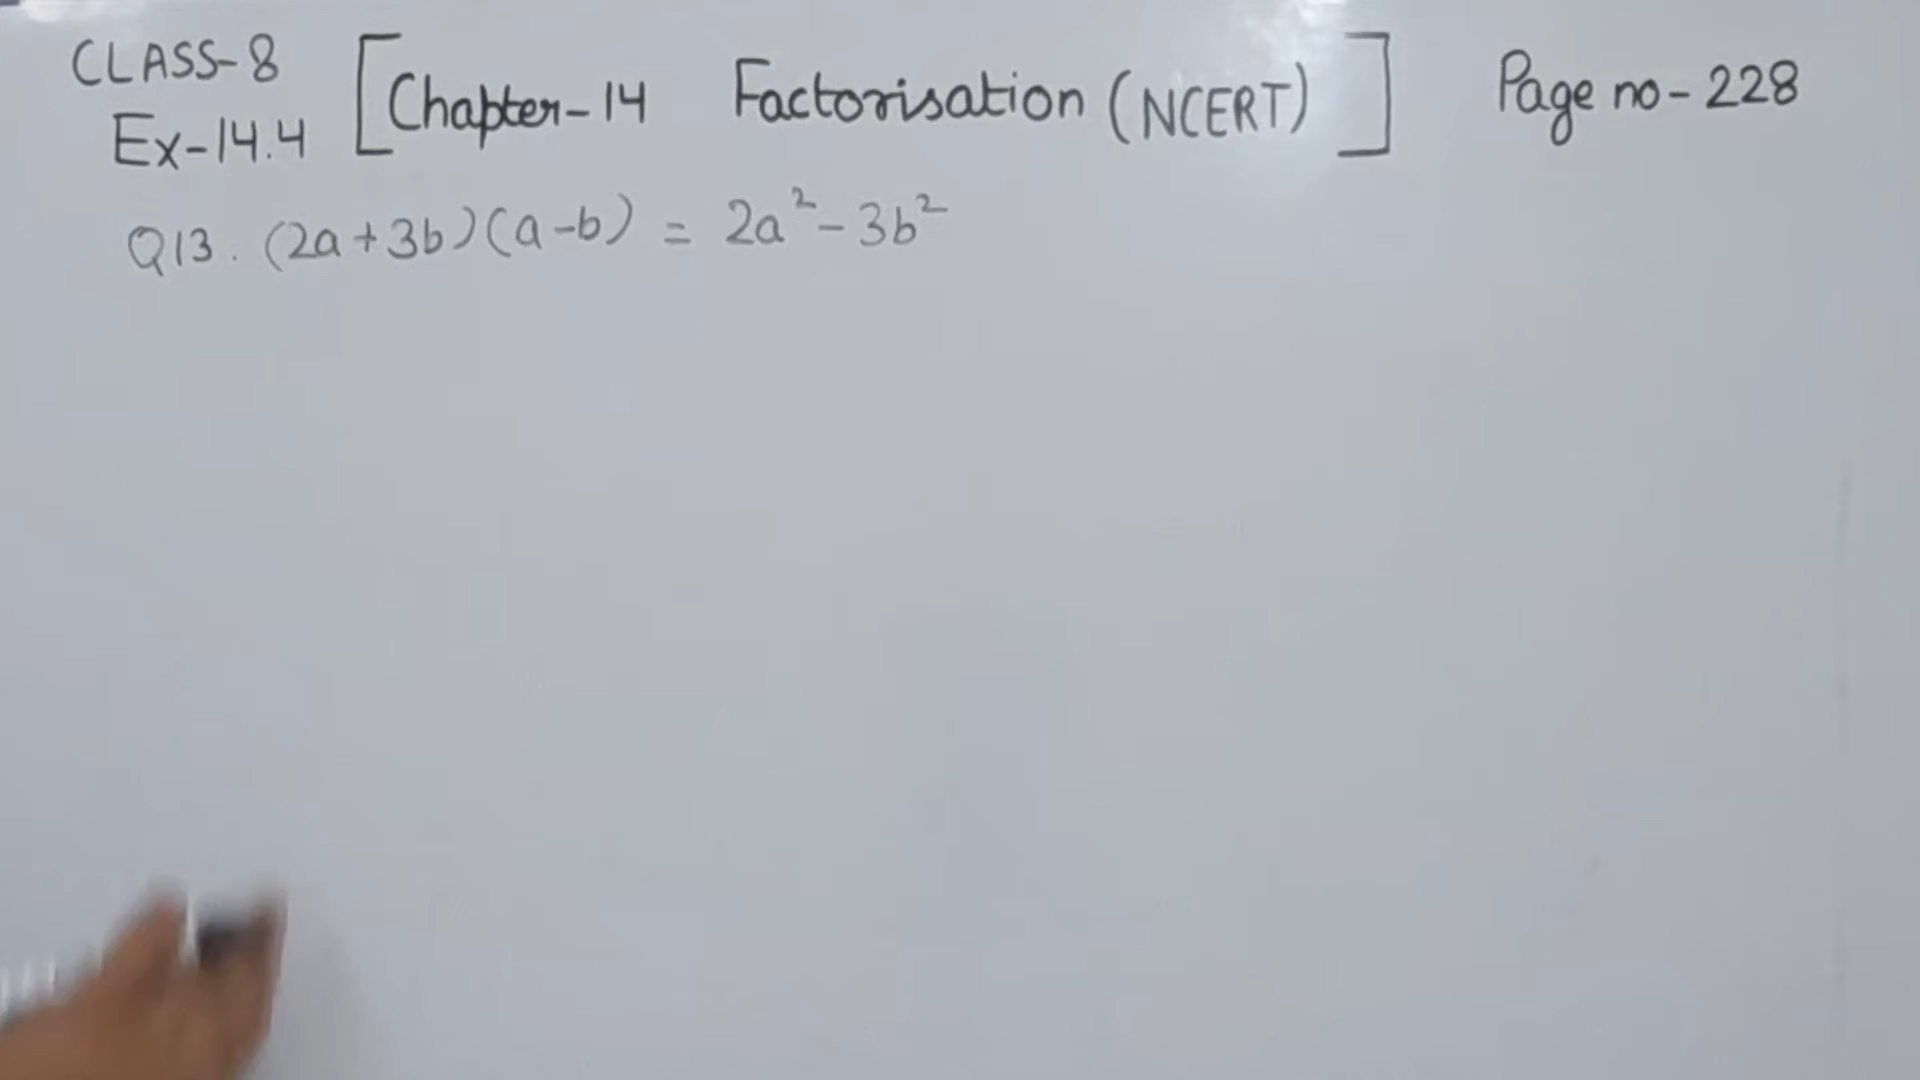 CLASS-8 [Chapter-14 Factorisation (NCERT)] Page no-228
Ex-14.4
Q13. (2a+3b)(a-b) = 2a²-3b²